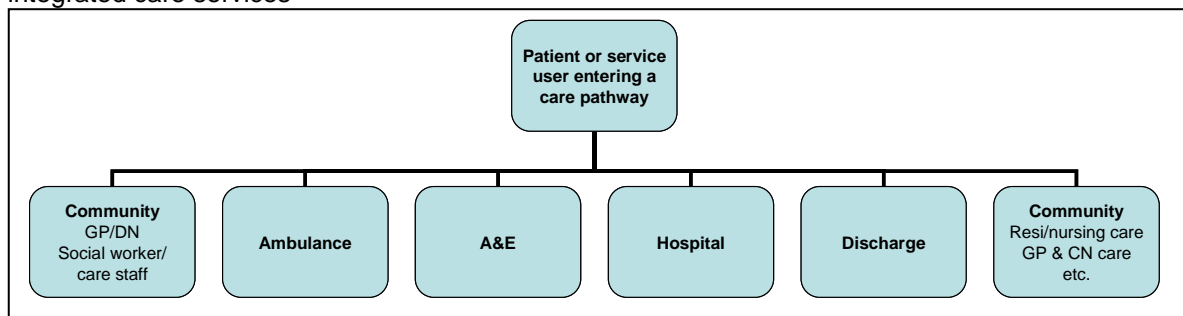 integrated care services
Patient or service
user entering a
care pathway
Community
GP/DN
Social worker/
care staff
Ambulance
A&E
Hospital
Discharge
Community
Resi/nursing care
GP & CN care
etc.